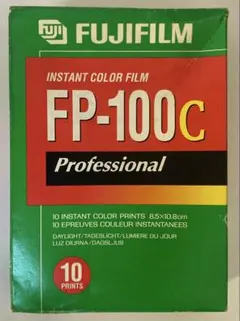 Fuji FUJIFILM
INSTANT COLOR FILM
FP-100C
Professional
10 INSTANT COLOR PRINTS 8.5×10.8cm
10 EPREUVES COULEUR INSTANTANEES
DAYLIGHT/TAGESLICHT/LUMIERE DU JOUR
LUZ DIURNA/DAGSLJUS
10
PRINTS